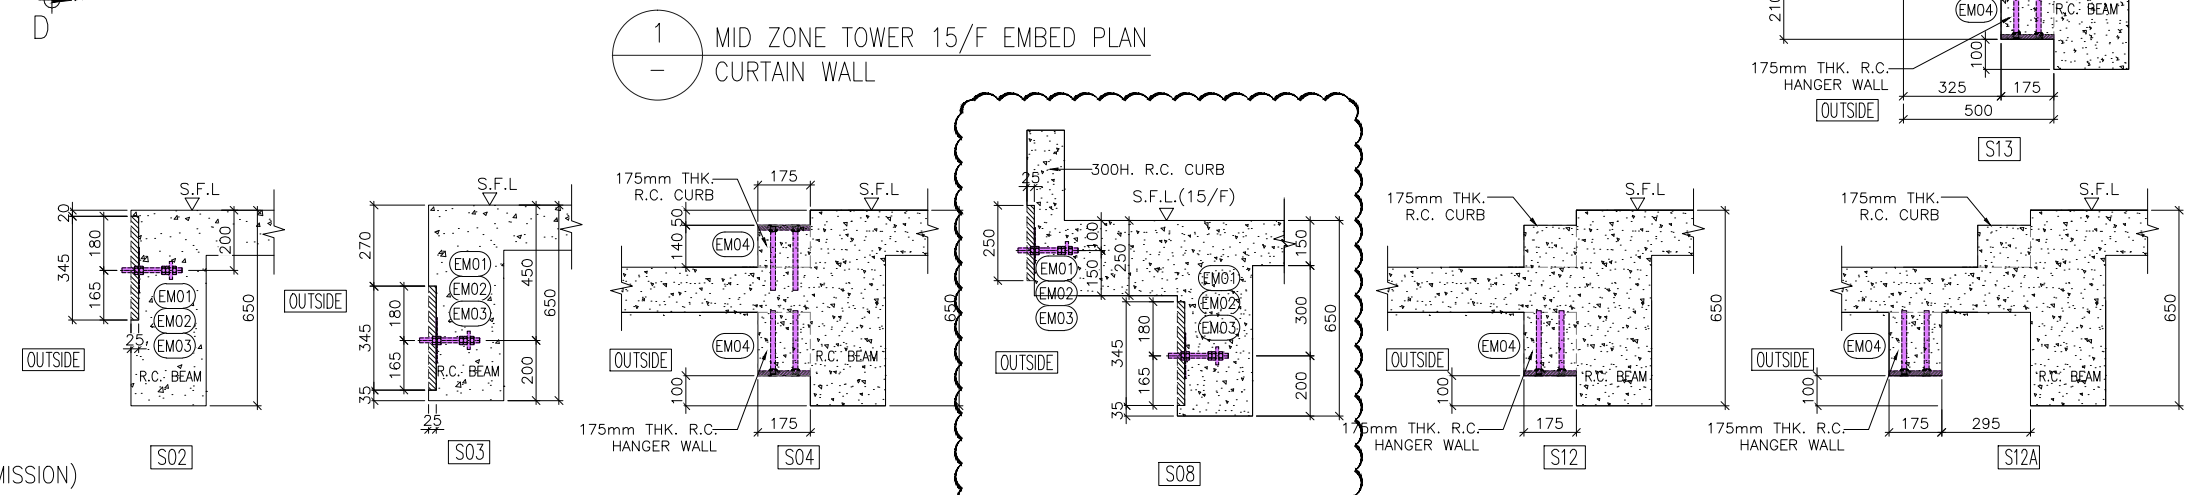 D
1
-
MID ZONE TOWER 15/F EMBED PLAN
CURTAIN WALL
210
EM04
R.C. BEAM
100
175mm THK. R.C.
HANGER WALL
325
175
OUTSIDE
500
S13
S.F.L
20
180
345
165
200
650
EM01
EM02
EM03
25
OUTSIDE
R.C. BEAM
S02
S.F.L
270
EM01
EM02
EM03
450
650
OUTSIDE
345
180
165
R.C. BEAM
200
35
25
S03
175mm THK.
R.C. CURB
175
S.F.L
50
140
EM04
650
EM04
OUTSIDE
R.C. BEAM
100
175mm THK. R.C.
HANGER WALL
175
S04
25
300H. R.C. CURB
S.F.L.(15/F)
250
100
150
250
150
EM01
EM02
EM03
EM01
EM02
EM03
300
650
OUTSIDE
180
345
165
200
35
S08
175mm THK.
R.C. CURB
S.F.L
650
EM04
OUTSIDE
R.C. BEAM
100
175mm THK. R.C.
HANGER WALL
175
S12
175mm THK.
R.C. CURB
S.F.L
650
EM04
OUTSIDE
R.C. BEAM
100
175mm THK. R.C.
HANGER WALL
175
295
S12A
MISSION)